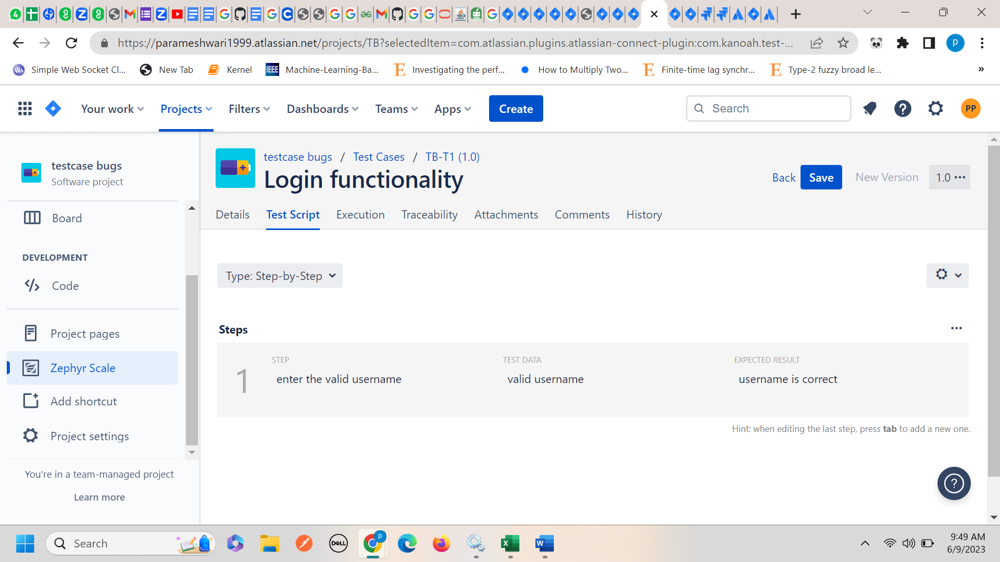 https://parameshwari1999.atlassian.net/projects/TB?selectedItem=com.atlassian.plugins.atlassian-connect-plugin:com.kanoah.test-...
p
Simple Web Socket Cl...
New Tab
Kernel
IEEE Machine-Learning-Ba...
Investigating the perf...
How to Multiply Two...
Finite-time lag synchr...
Type-2 fuzzy broad le...
»
Your work
Projects
Filters
Dashboards
Teams
Apps
Create
Search
PP
testcase bugs
Software project
Board
DEVELOPMENT
Code
Project pages
Zephyr Scale
Add shortcut
Project settings
You're in a team-managed project
Learn more
testcase bugs / Test Cases / TB-T1 (1.0)
Login functionality
Back
Save
New Version
1.0 •••
Details
Test Script
Execution
Traceability
Attachments
Comments
History
Type: Step-by-Step
Steps
STEP
TEST DATA
EXPECTED RESULT
1
enter the valid username
valid username
username is correct
Hint: when editing the last step, press tab to add a new one.
Search
DELL
p
9:49 AM
6/9/2023